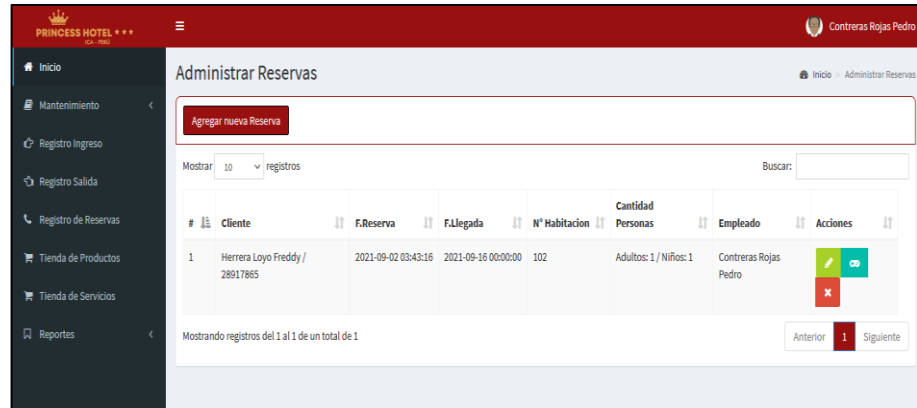 PRINCESS HOTEL ★ ★ ★
ICA - PERÚ
Contreras Rojas Pedro
Inicio
Mantenimiento
Registro Ingreso
Registro Salida
Registro de Reservas
Tienda de Productos
Tienda de Servicios
Reportes
Administrar Reservas
Inicio > Administrar Reservas
Agregar nueva Reserva
Mostrar 10 registros
Buscar:
# Cliente F.Reserva F.Llegada N° Habitacion Cantidad Personas Empleado Acciones
1 Herrera Loyo Freddy / 28917865 2021-09-02 03:43:16 2021-09-16 00:00:00 102 Adultos: 1 / Niños: 1 Contreras Rojas Pedro
Mostrando registros del 1 al 1 de un total de 1
Anterior 1 Siguiente